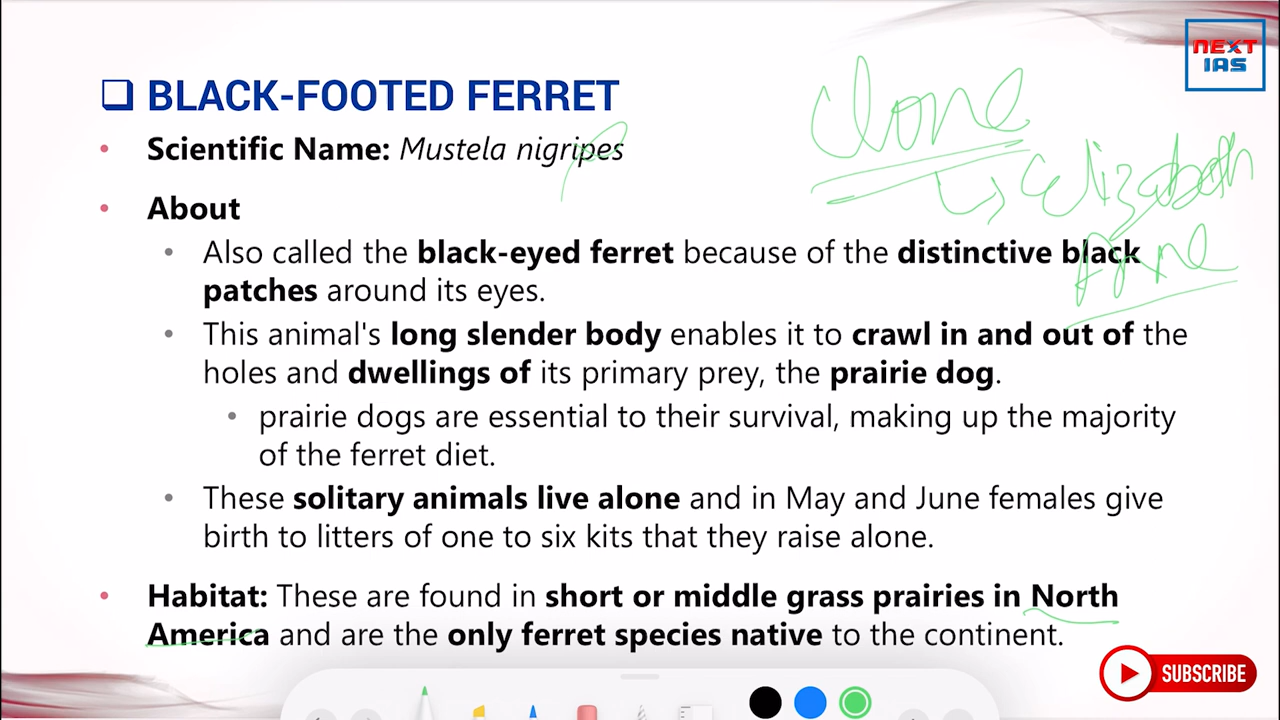 NEXT
IAS
BLACK-FOOTED FERRET
clone
• Scientific Name: Mustela nigripes
Elizabeth
Anne
• About
• Also called the black-eyed ferret because of the distinctive black
patches around its eyes.
• This animal's long slender body enables it to crawl in and out of the
holes and dwellings of its primary prey, the prairie dog.
• prairie dogs are essential to their survival, making up the majority
of the ferret diet.
• These solitary animals live alone and in May and June females give
birth to litters of one to six kits that they raise alone.
• Habitat: These are found in short or middle grass prairies in North
America and are the only ferret species native to the continent.
SUBSCRIBE